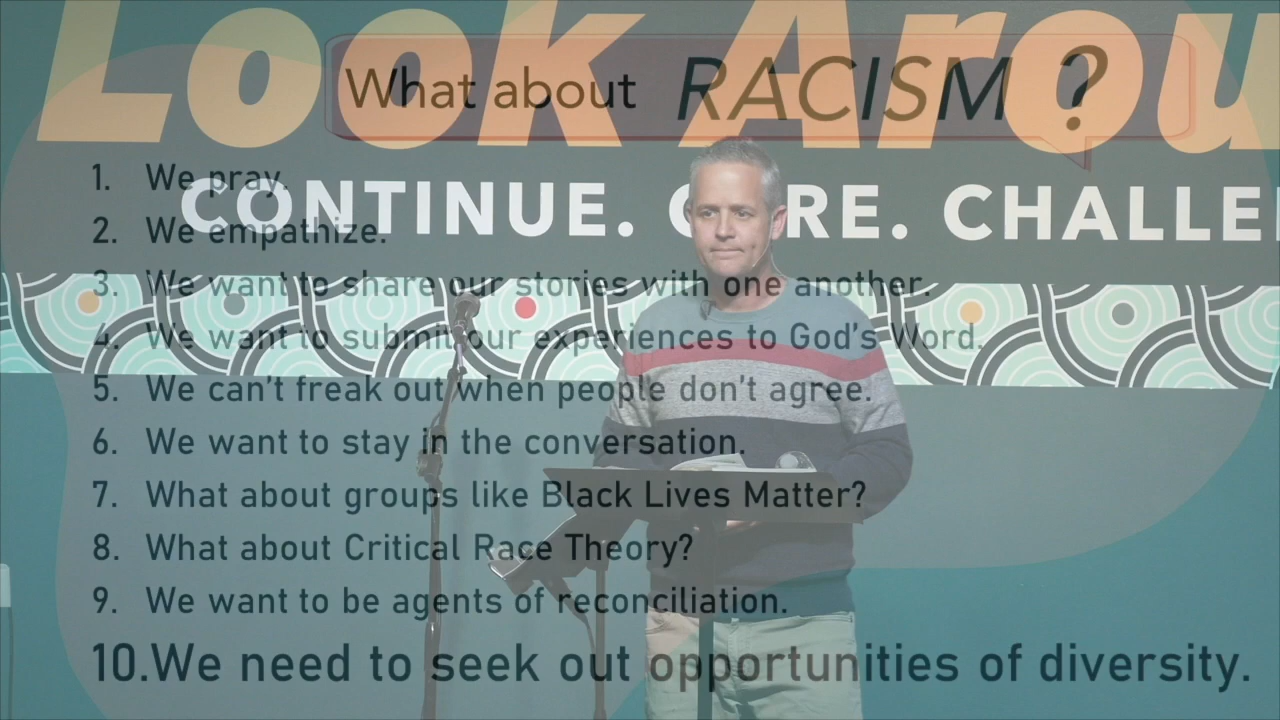 Look Arou
What about RACISM ?
1. We pray.
CONTINUE. CARE. CHALLE
2. We empathize.
3. We want to share our stories with one another.
4. We want to submit our experiences to God's Word.
5. We can't freak out when people don't agree.
6. We want to stay in the conversation.
7. What about groups like Black Lives Matter?
8. What about Critical Race Theory?
9. We want to be agents of reconciliation.
10.We need to seek out opportunities of diversity.